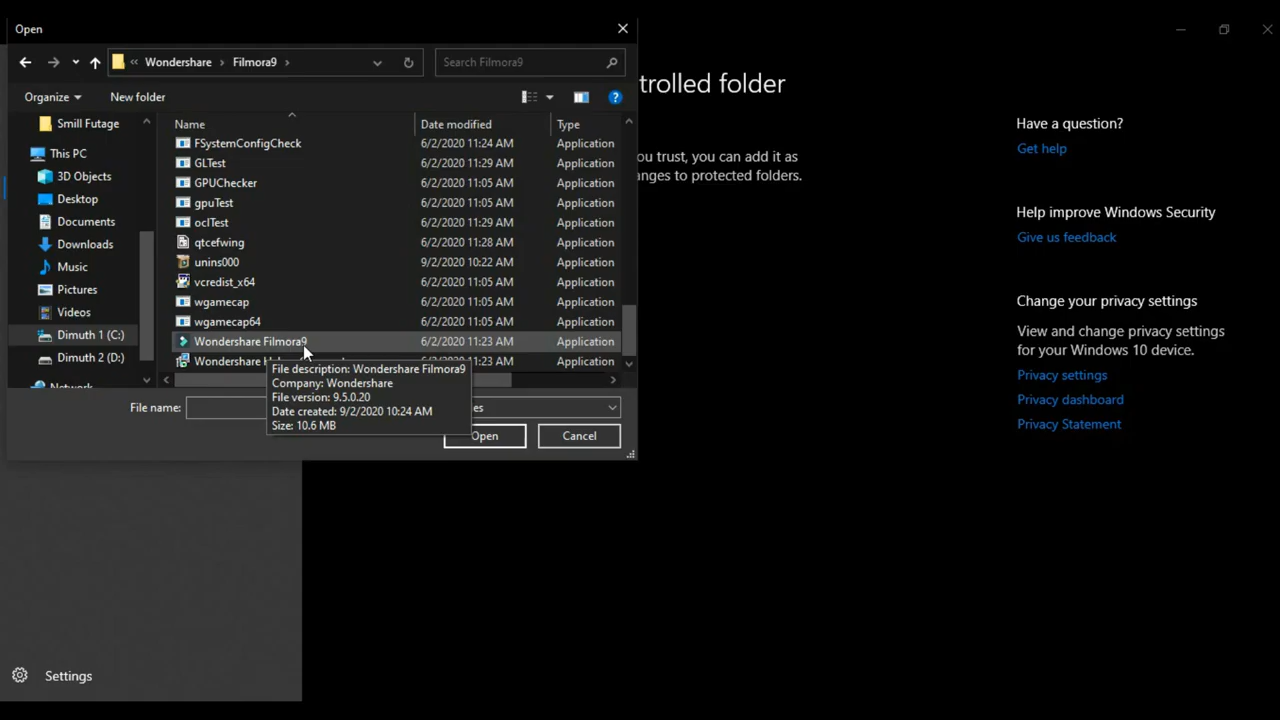 Open
Wondershare > Filmora9 >
Search Filmora9
Organize
New folder
Smill Futage
This PC
3D Objects
Desktop
Documents
Downloads
Music
Pictures
Videos
Dimuth 1 (C:)
Dimuth 2 (D:)
Network
Name Date modified Type
FSystemConfigCheck 6/2/2020 11:24 AM Application
GLTest 6/2/2020 11:29 AM Application
GPUChecker 6/2/2020 11:05 AM Application
gpuTest 6/2/2020 11:05 AM Application
oclTest 6/2/2020 11:29 AM Application
qtcefwing 6/2/2020 11:28 AM Application
unins000 9/2/2020 10:22 AM Application
vcredist_x64 6/2/2020 11:05 AM Application
wgamecap 6/2/2020 11:05 AM Application
wgamecap64 6/2/2020 11:05 AM Application
Wondershare Filmora9 6/2/2020 11:23 AM Application
Wondershare 6/2/2020 11:23 AM Application
File description: Wondershare Filmora9
Company: Wondershare
File version: 9.5.0.20
Date created: 9/2/2020 10:24 AM
Size: 10.6 MB
File name:
Open
Cancel
trolled folder
ou trust, you can add it as
nges to protected folders.
Have a question?
Get help
Help improve Windows Security
Give us feedback
Change your privacy settings
View and change privacy settings
for your Windows 10 device.
Privacy settings
Privacy dashboard
Privacy Statement
Settings